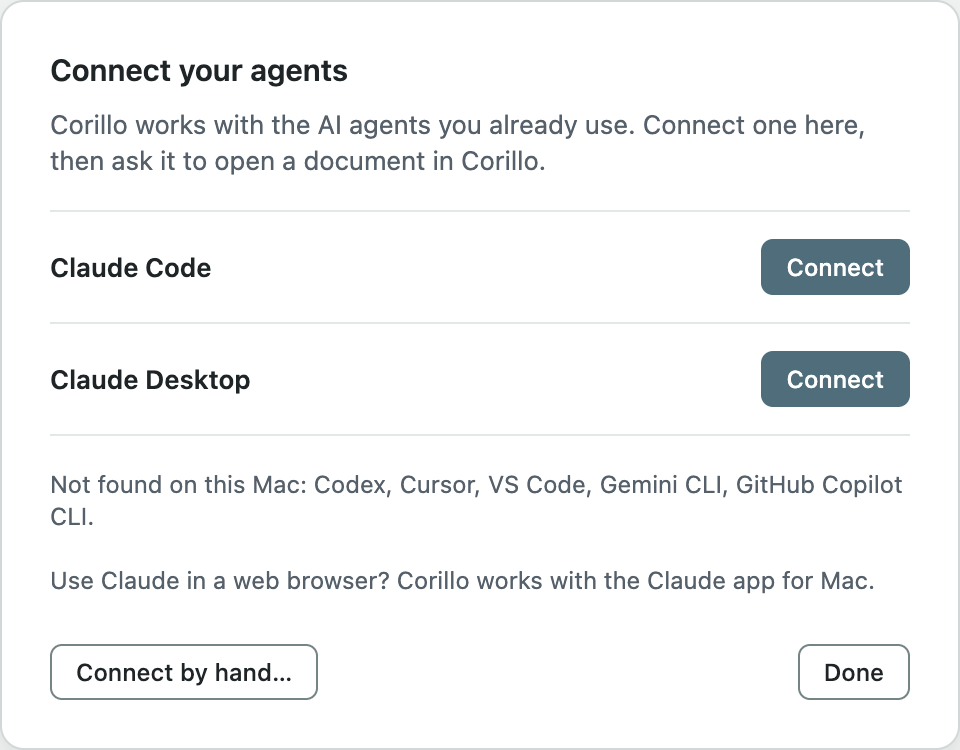 Connect your agents
Corillo works with the AI agents you already use. Connect one here,
then ask it to open a document in Corillo.
Claude Code
Connect
Claude Desktop
Connect
Not found on this Mac: Codex, Cursor, VS Code, Gemini CLI, GitHub Copilot
CLI.
Use Claude in a web browser? Corillo works with the Claude app for Mac.
Connect by hand...
Done